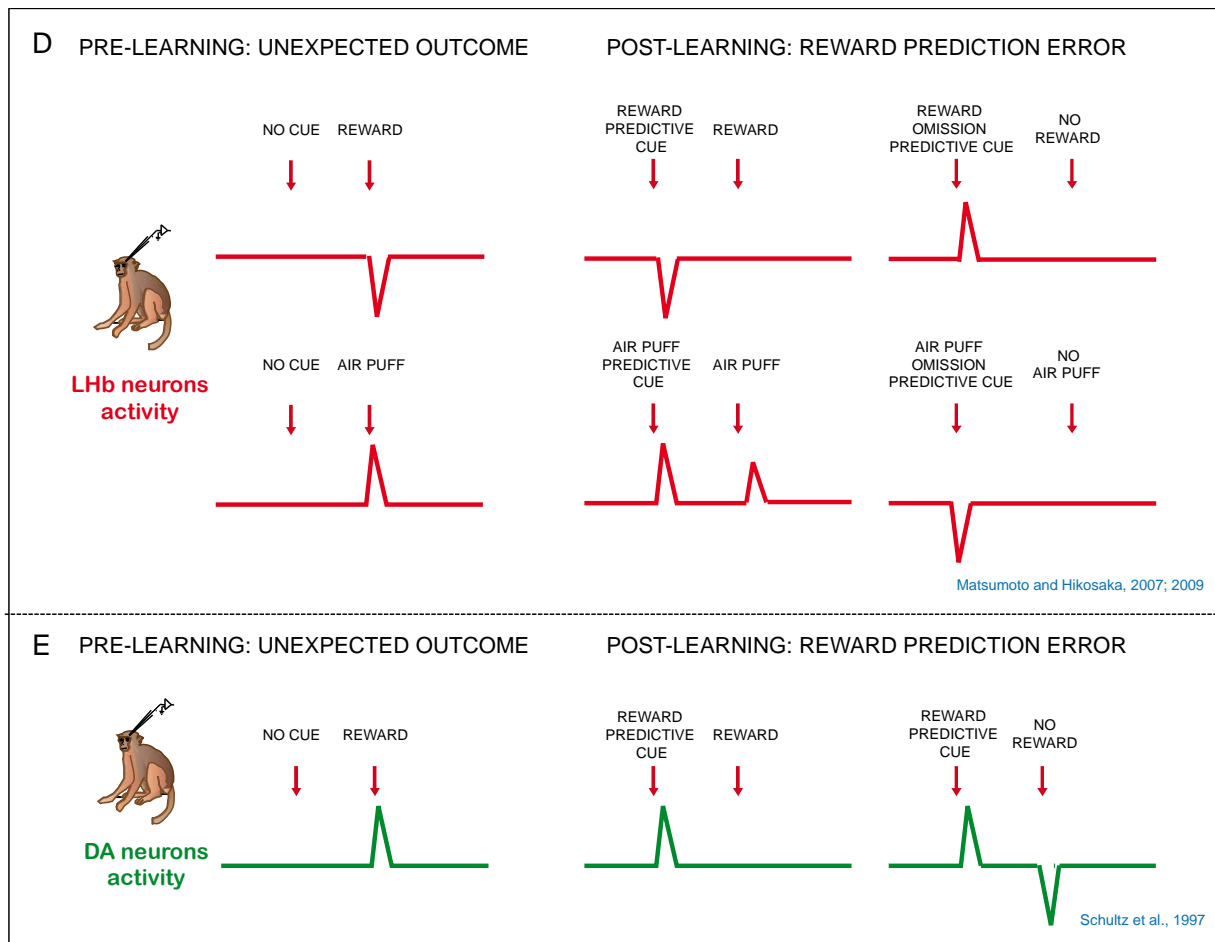 D PRE-LEARNING: UNEXPECTED OUTCOME POST-LEARNING: REWARD PREDICTION ERROR
NO CUE REWARD
REWARD
PREDICTIVE
CUE
REWARD
REWARD
OMISSION
PREDICTIVE CUE
NO
REWARD
LHb neurons
activity
NO CUE AIR PUFF
AIR PUFF
PREDICTIVE
CUE
AIR PUFF
AIR PUFF
OMISSION
PREDICTIVE CUE
NO
AIR PUFF
Matsumoto and Hikosaka, 2007; 2009
E PRE-LEARNING: UNEXPECTED OUTCOME POST-LEARNING: REWARD PREDICTION ERROR
NO CUE REWARD
REWARD
PREDICTIVE
CUE
REWARD
REWARD
PREDICTIVE
CUE
NO
REWARD
DA neurons
activity
Schultz et al., 1997